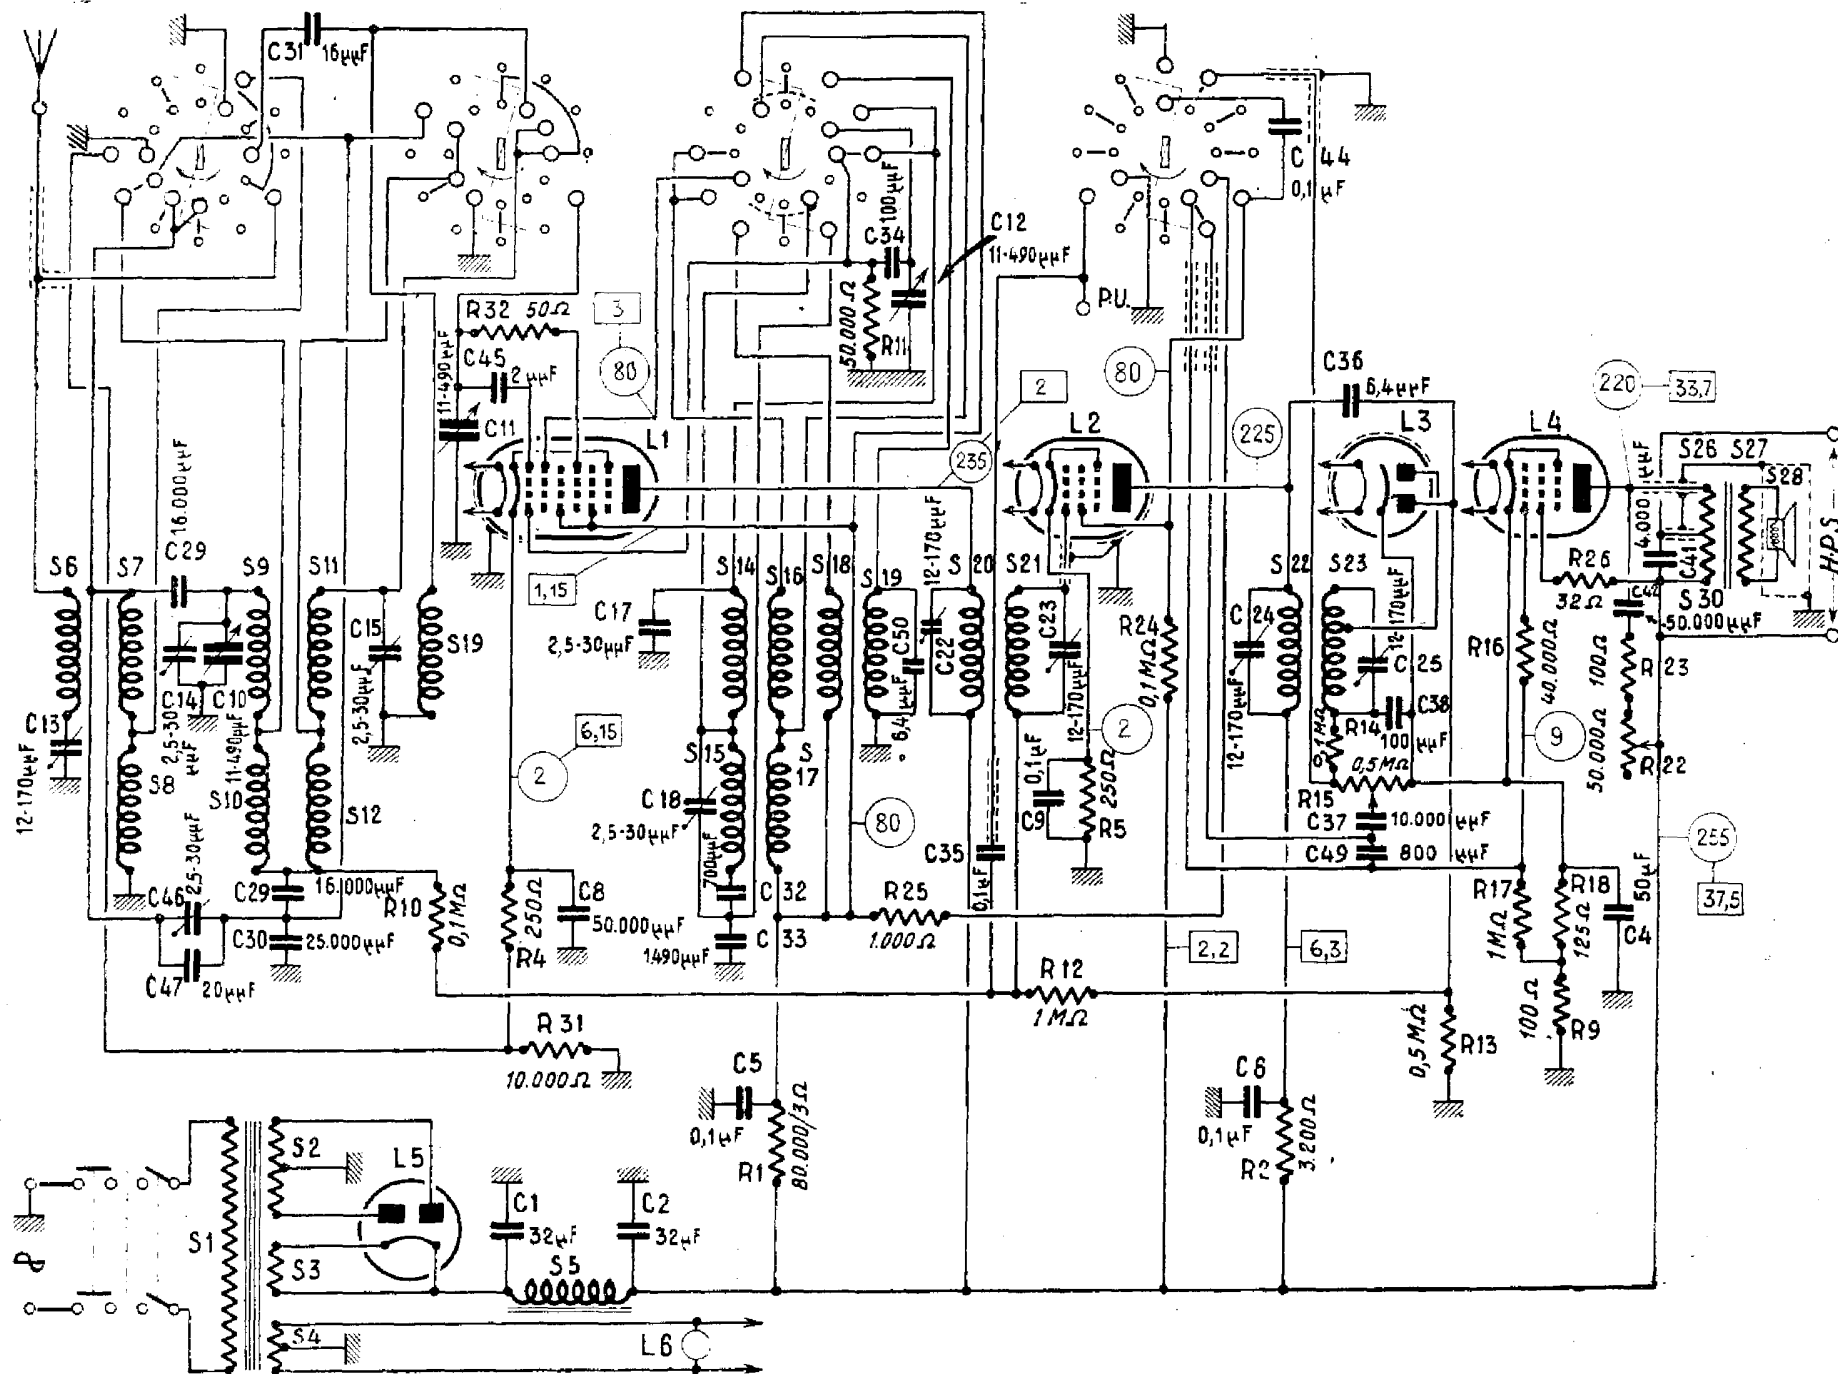 C31
16µµF
C44
0,1µF
100µµF
C34
C12
11-490µµF
P.U.
R32 50Ω
3
80
50.000Ω
R11
11-490µµF
C45
2µµF
C11
L1
2
235
80
225
L2
C36
6,4µµF
L3
L4
220
33,7
S26
S27
S28
4.000µµF
C41
H.P.S
R26
32Ω
S30
C42
50.000µµF
S6
S7
C29
16.000µµF
S9
S11
C15
2,5-30µµF
S19
1,15
C17
2,5-30µµF
S14
S16
S18
S19
C50
6,4µµF
12-170µµF
C22
S20
S21
C23
12-170µµF
R24
0,1MΩ
C24
12-170µµF
S22
S23
12-170µµF
C25
R16
40.000Ω
100Ω
R23
C13
12-170µµF
C14
2,5-30µµF
C10
11-490µµF
S8
S10
S12
6,15
2
S15
S17
C18
2,5-30µµF
700µµF
C32
80
2
0,1µF
C9
250Ω
R5
R14
0,1MΩ
C38
100µµF
0,5MΩ
R15
C37
10.000µµF
C49
800µµF
9
50.000Ω
R22
255
37,5
C46
2,5-30µµF
C29
16.000µµF
R10
0,1MΩ
250Ω
R4
C8
50.000µµF
C30
25.000µµF
C47
20µµF
C33
1490µµF
R25
1.000Ω
C35
0,1µF
2,2
6,3
R17
1MΩ
R18
125Ω
50µF
C4
R12
1MΩ
0,5MΩ
R13
100Ω
R9
R31
10.000Ω
C5
0,1µF
R1
80.000/3Ω
C6
0,1µF
R2
3.200Ω
S1
S2
S3
S4
L5
C1
32µF
C2
32µF
S5
L6